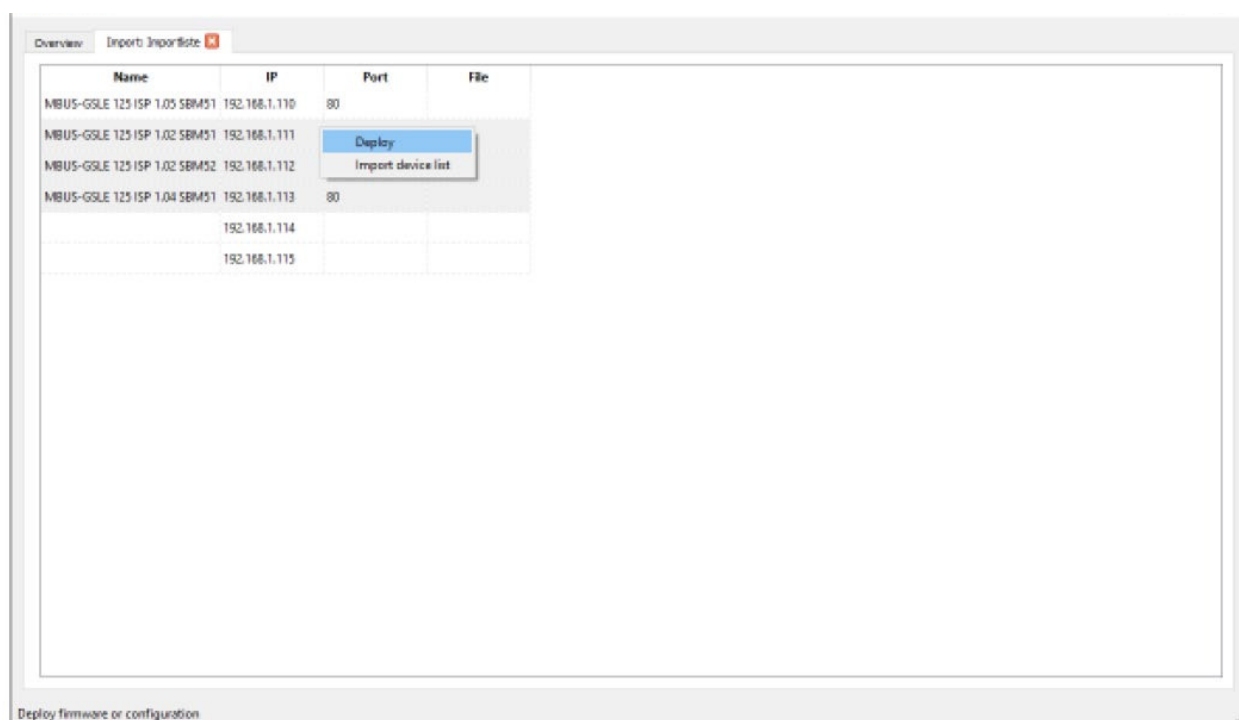 Overview Import: Importliste
Name IP Port File
MBUS-GSLE 125 ISP 1.05 SBM51 192.168.1.110 80
MBUS-GSLE 125 ISP 1.02 SBM51 192.168.1.111
Deploy
MBUS-GSLE 125 ISP 1.02 SBM52 192.168.1.112
Import device list
MBUS-GSLE 125 ISP 1.04 SBM51 192.168.1.113 80
192.168.1.114
192.168.1.115
Deploy firmware or configuration